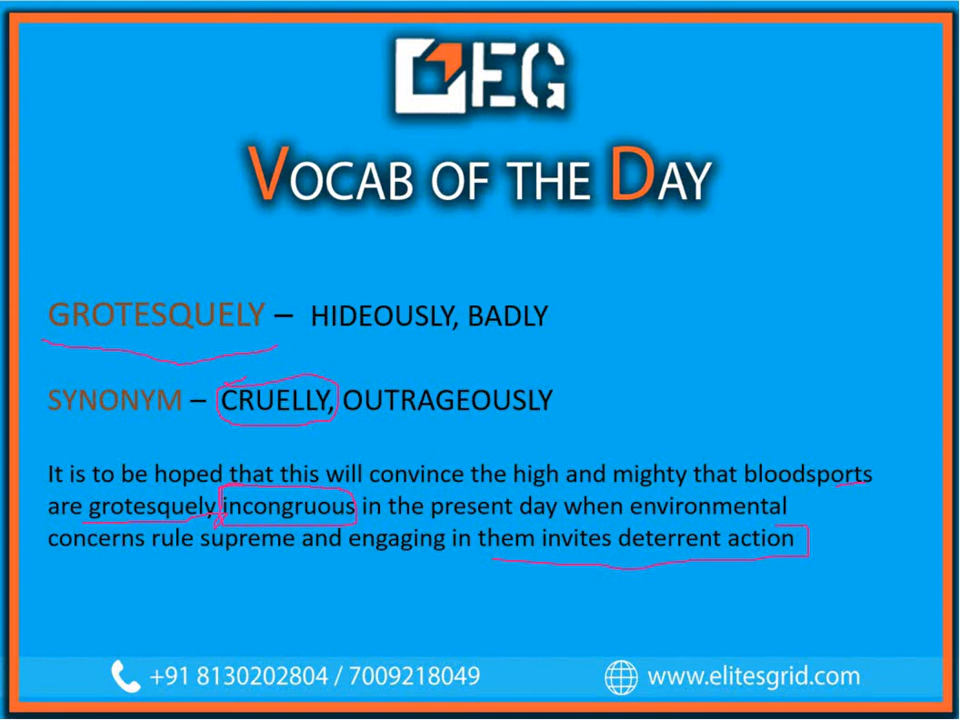 EG
VOCAB OF THE DAY
GROTESQUELY – HIDEOUSLY, BADLY
SYNONYM – CRUELLY, OUTRAGEOUSLY
It is to be hoped that this will convince the high and mighty that bloodsports
are grotesquely incongruous in the present day when environmental
concerns rule supreme and engaging in them invites deterrent action
+91 8130202804 / 7009218049 www.elitesgrid.com